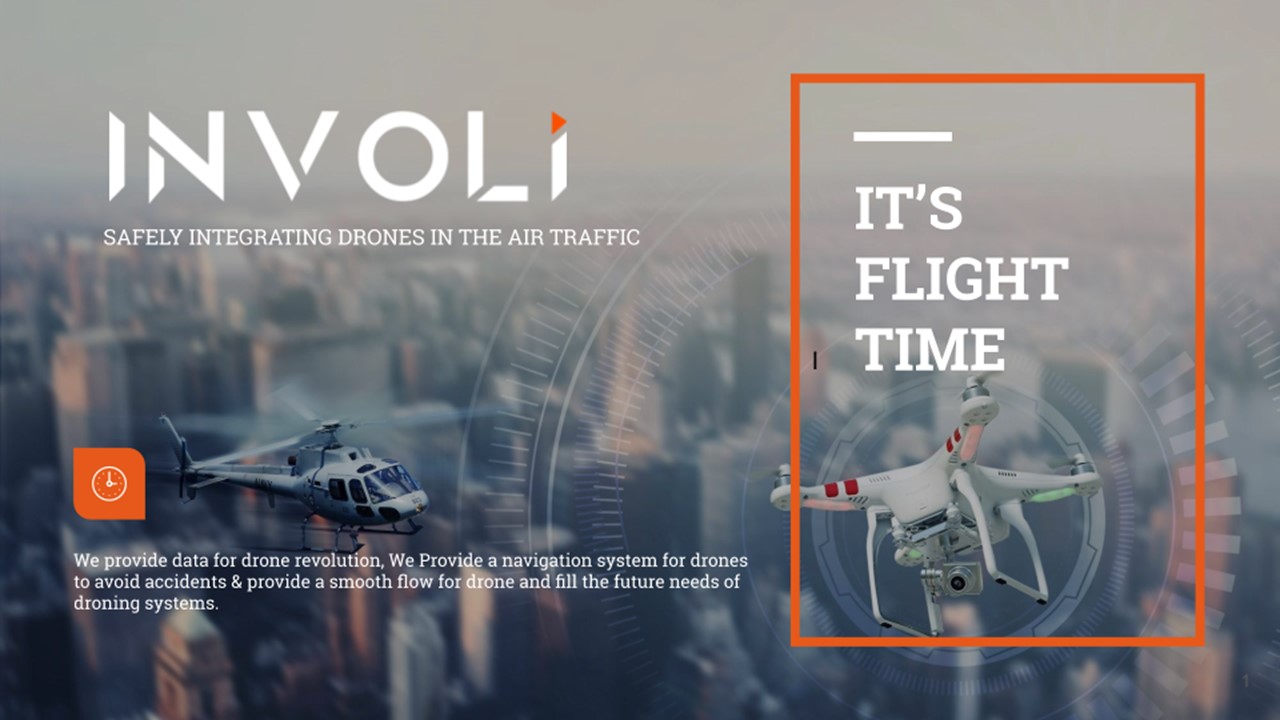 INVOLi
SAFELY INTEGRATING DRONES IN THE AIR TRAFFIC
IT'S
FLIGHT
TIME
I
We provide data for drone revolution, We Provide a navigation system for drones
to avoid accidents & provide a smooth flow for drone and fill the future needs of
droning systems.
1